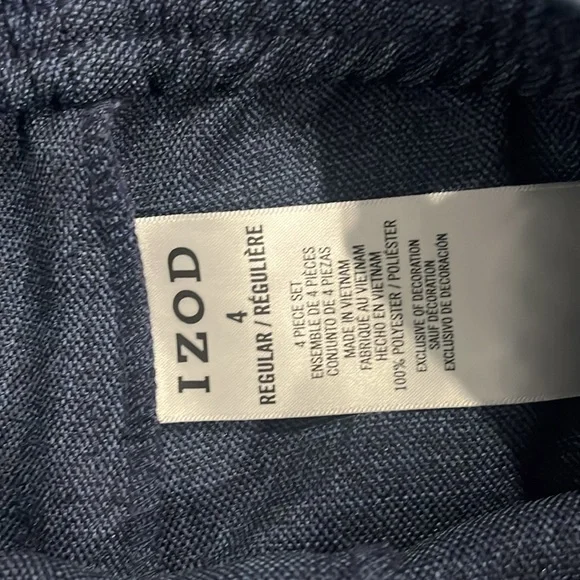 IZOD
4
REGULAR / RÉGULIÈRE
4 PIECE SET
ENSEMBLE DE 4 PIÈCES
CONJUNTO DE 4 PIEZAS
MADE IN VIETNAM
FABRIQUÉ AU VIETNAM
HECHO EN VIETNAM
100% POLYESTER / POLIÉSTER
EXCLUSIVE OF DECORATION
SAUF DÉCORATION
EXCLUSIVO DE DECORACIÓN